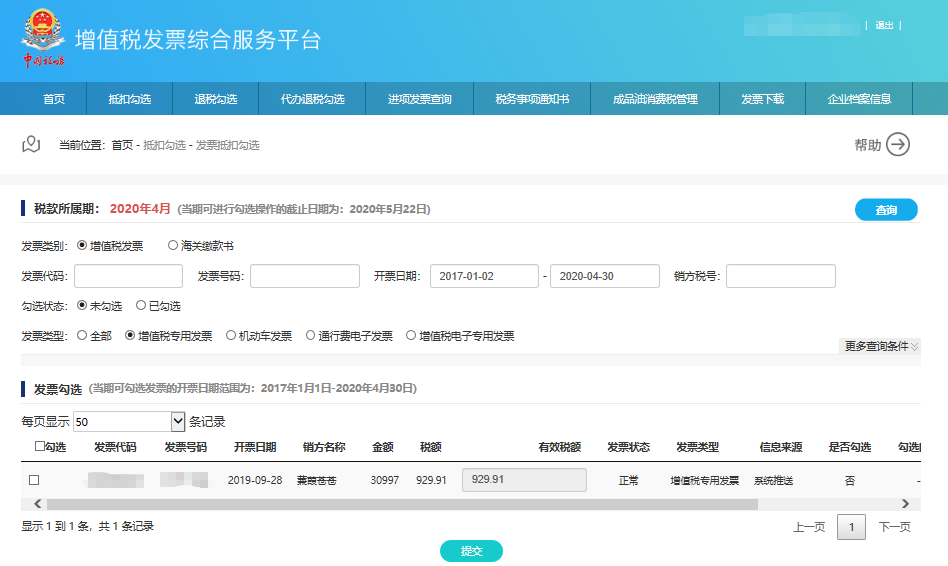 中国税务
增值税发票综合服务平台
| 退出 |
首页 抵扣勾选 退税勾选 代办退税勾选 进项发票查询 税务事项通知书 成品油消费税管理 发票下载 企业档案信息
当前位置: 首页 - 抵扣勾选 - 发票抵扣勾选 帮助
税款所属期: 2020年4月 (当期可进行勾选操作的截止日期为: 2020年5月22日) 查询
发票类别: 增值税发票 海关缴款书
发票代码: 发票号码: 开票日期: 2017-01-02 - 2020-04-30 销方税号:
勾选状态: 未勾选 已勾选
发票类型: 全部 增值税专用发票 机动车发票 通行费电子发票 增值税电子专用发票
更多查询条件
发票勾选 (当期可勾选发票的开票日期范围为: 2017年1月1日-2020年4月30日)
每页显示 50 条记录
勾选 发票代码 发票号码 开票日期 销方名称 金额 税额 有效税额 发票状态 发票类型 信息来源 是否勾选 勾选
2019-09-28 蒹葭苍苍 30997 929.91 929.91 正常 增值税专用发票 系统推送 否 -
显示 1 到 1 条, 共 1 条记录 上一页 1 下一页
提交